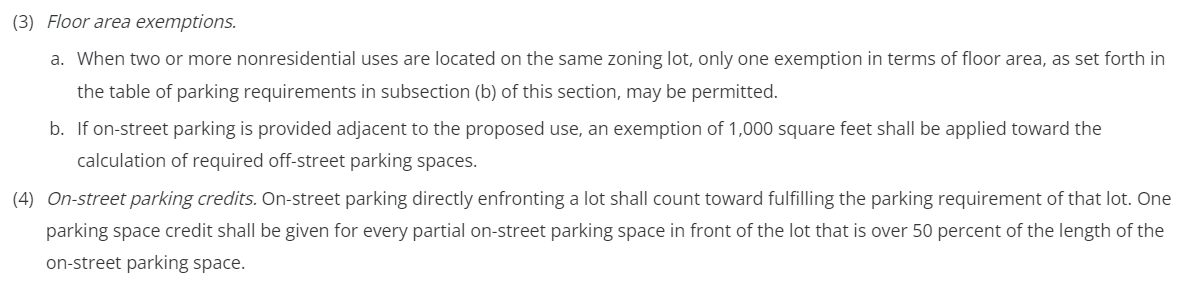 (3) Floor area exemptions.
a. When two or more nonresidential uses are located on the same zoning lot, only one exemption in terms of floor area, as set forth in
the table of parking requirements in subsection (b) of this section, may be permitted.
b. If on-street parking is provided adjacent to the proposed use, an exemption of 1,000 square feet shall be applied toward the
calculation of required off-street parking spaces.
(4) On-street parking credits. On-street parking directly enfronting a lot shall count toward fulfilling the parking requirement of that lot. One
parking space credit shall be given for every partial on-street parking space in front of the lot that is over 50 percent of the length of the
on-street parking space.